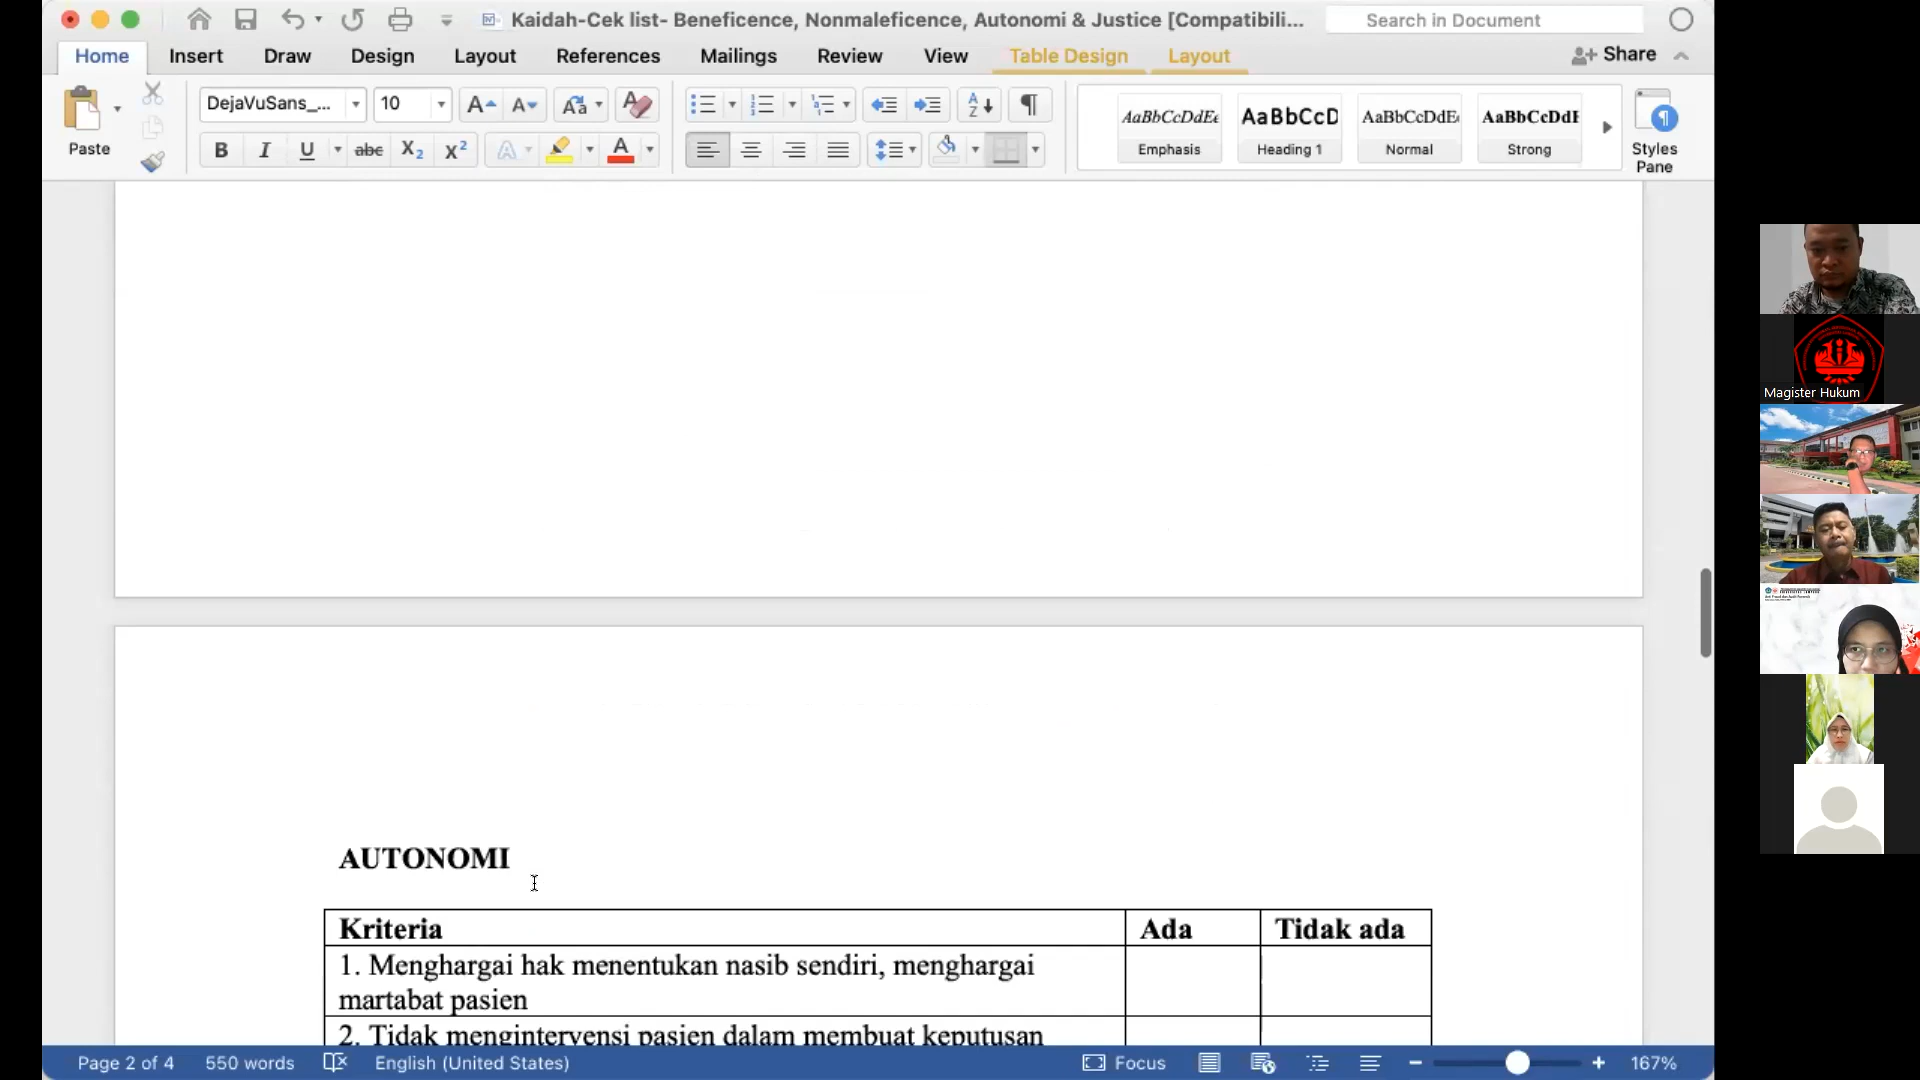 Kaidah-Cek list- Beneficence, Nonmaleficence, Autonomi & Justice [Compatibili...
Search in Document
Home Insert Draw Design Layout References Mailings Review View Table Design Layout Share
Paste
DejaVuSans_... 10
AaBbCcDdEe AaBbCcD AaBbCcDdE AaBbCcDdE
Emphasis Heading 1 Normal Strong
Styles Pane
AUTONOMI
Kriteria Ada Tidak ada
1. Menghargai hak menentukan nasib sendiri, menghargai
martabat pasien
2. Tidak mengintervensi pasien dalam membuat keputusan
Page 2 of 4 550 words English (United States) Focus 167%
Magister Hukum